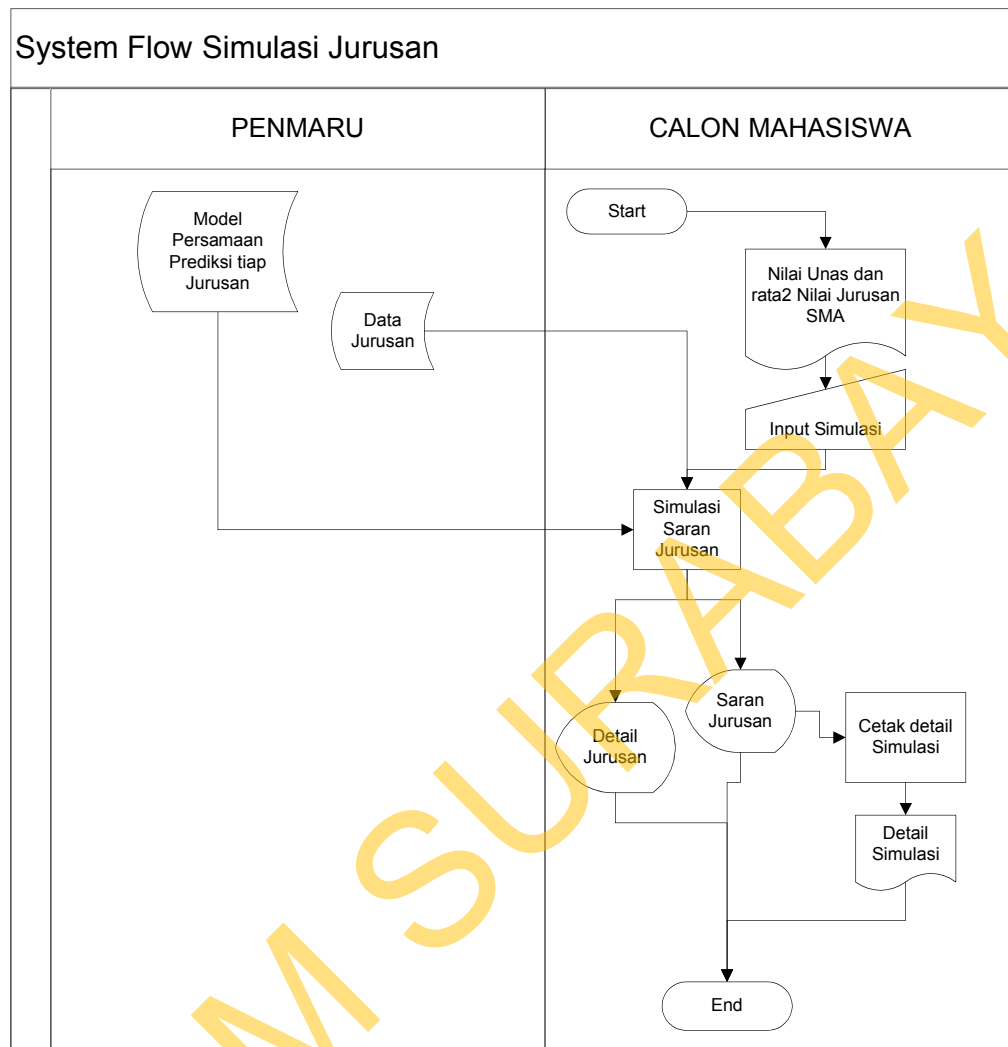 System Flow Simulasi Jurusan
PENMARU
CALON MAHASISWA
Model
Persamaan
Prediksi tiap
Jurusan
Data
Jurusan
Start
Nilai Unas dan
rata2 Nilai Jurusan
SMA
Input Simulasi
Simulasi
Saran
Jurusan
Detail
Jurusan
Saran
Jurusan
Cetak detail
Simulasi
Detail
Simulasi
End
M SURABAY